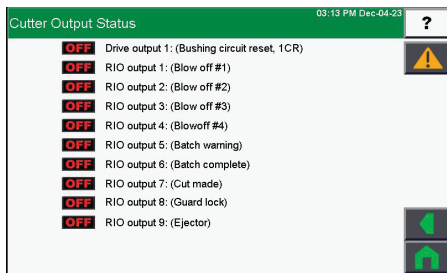 Cutter Output Status
03:13 PM Dec-04-23
?
OFF Drive output 1: (Bushing circuit reset, 1CR)
OFF RIO output 1: (Blow off #1)
OFF RIO output 2: (Blow off #2)
OFF RIO output 3: (Blow off #3)
OFF RIO output 4: (Blowoff #4)
OFF RIO output 5: (Batch warning)
OFF RIO output 6: (Batch complete)
OFF RIO output 7: (Cut made)
OFF RIO output 8: (Guard lock)
OFF RIO output 9: (Ejector)